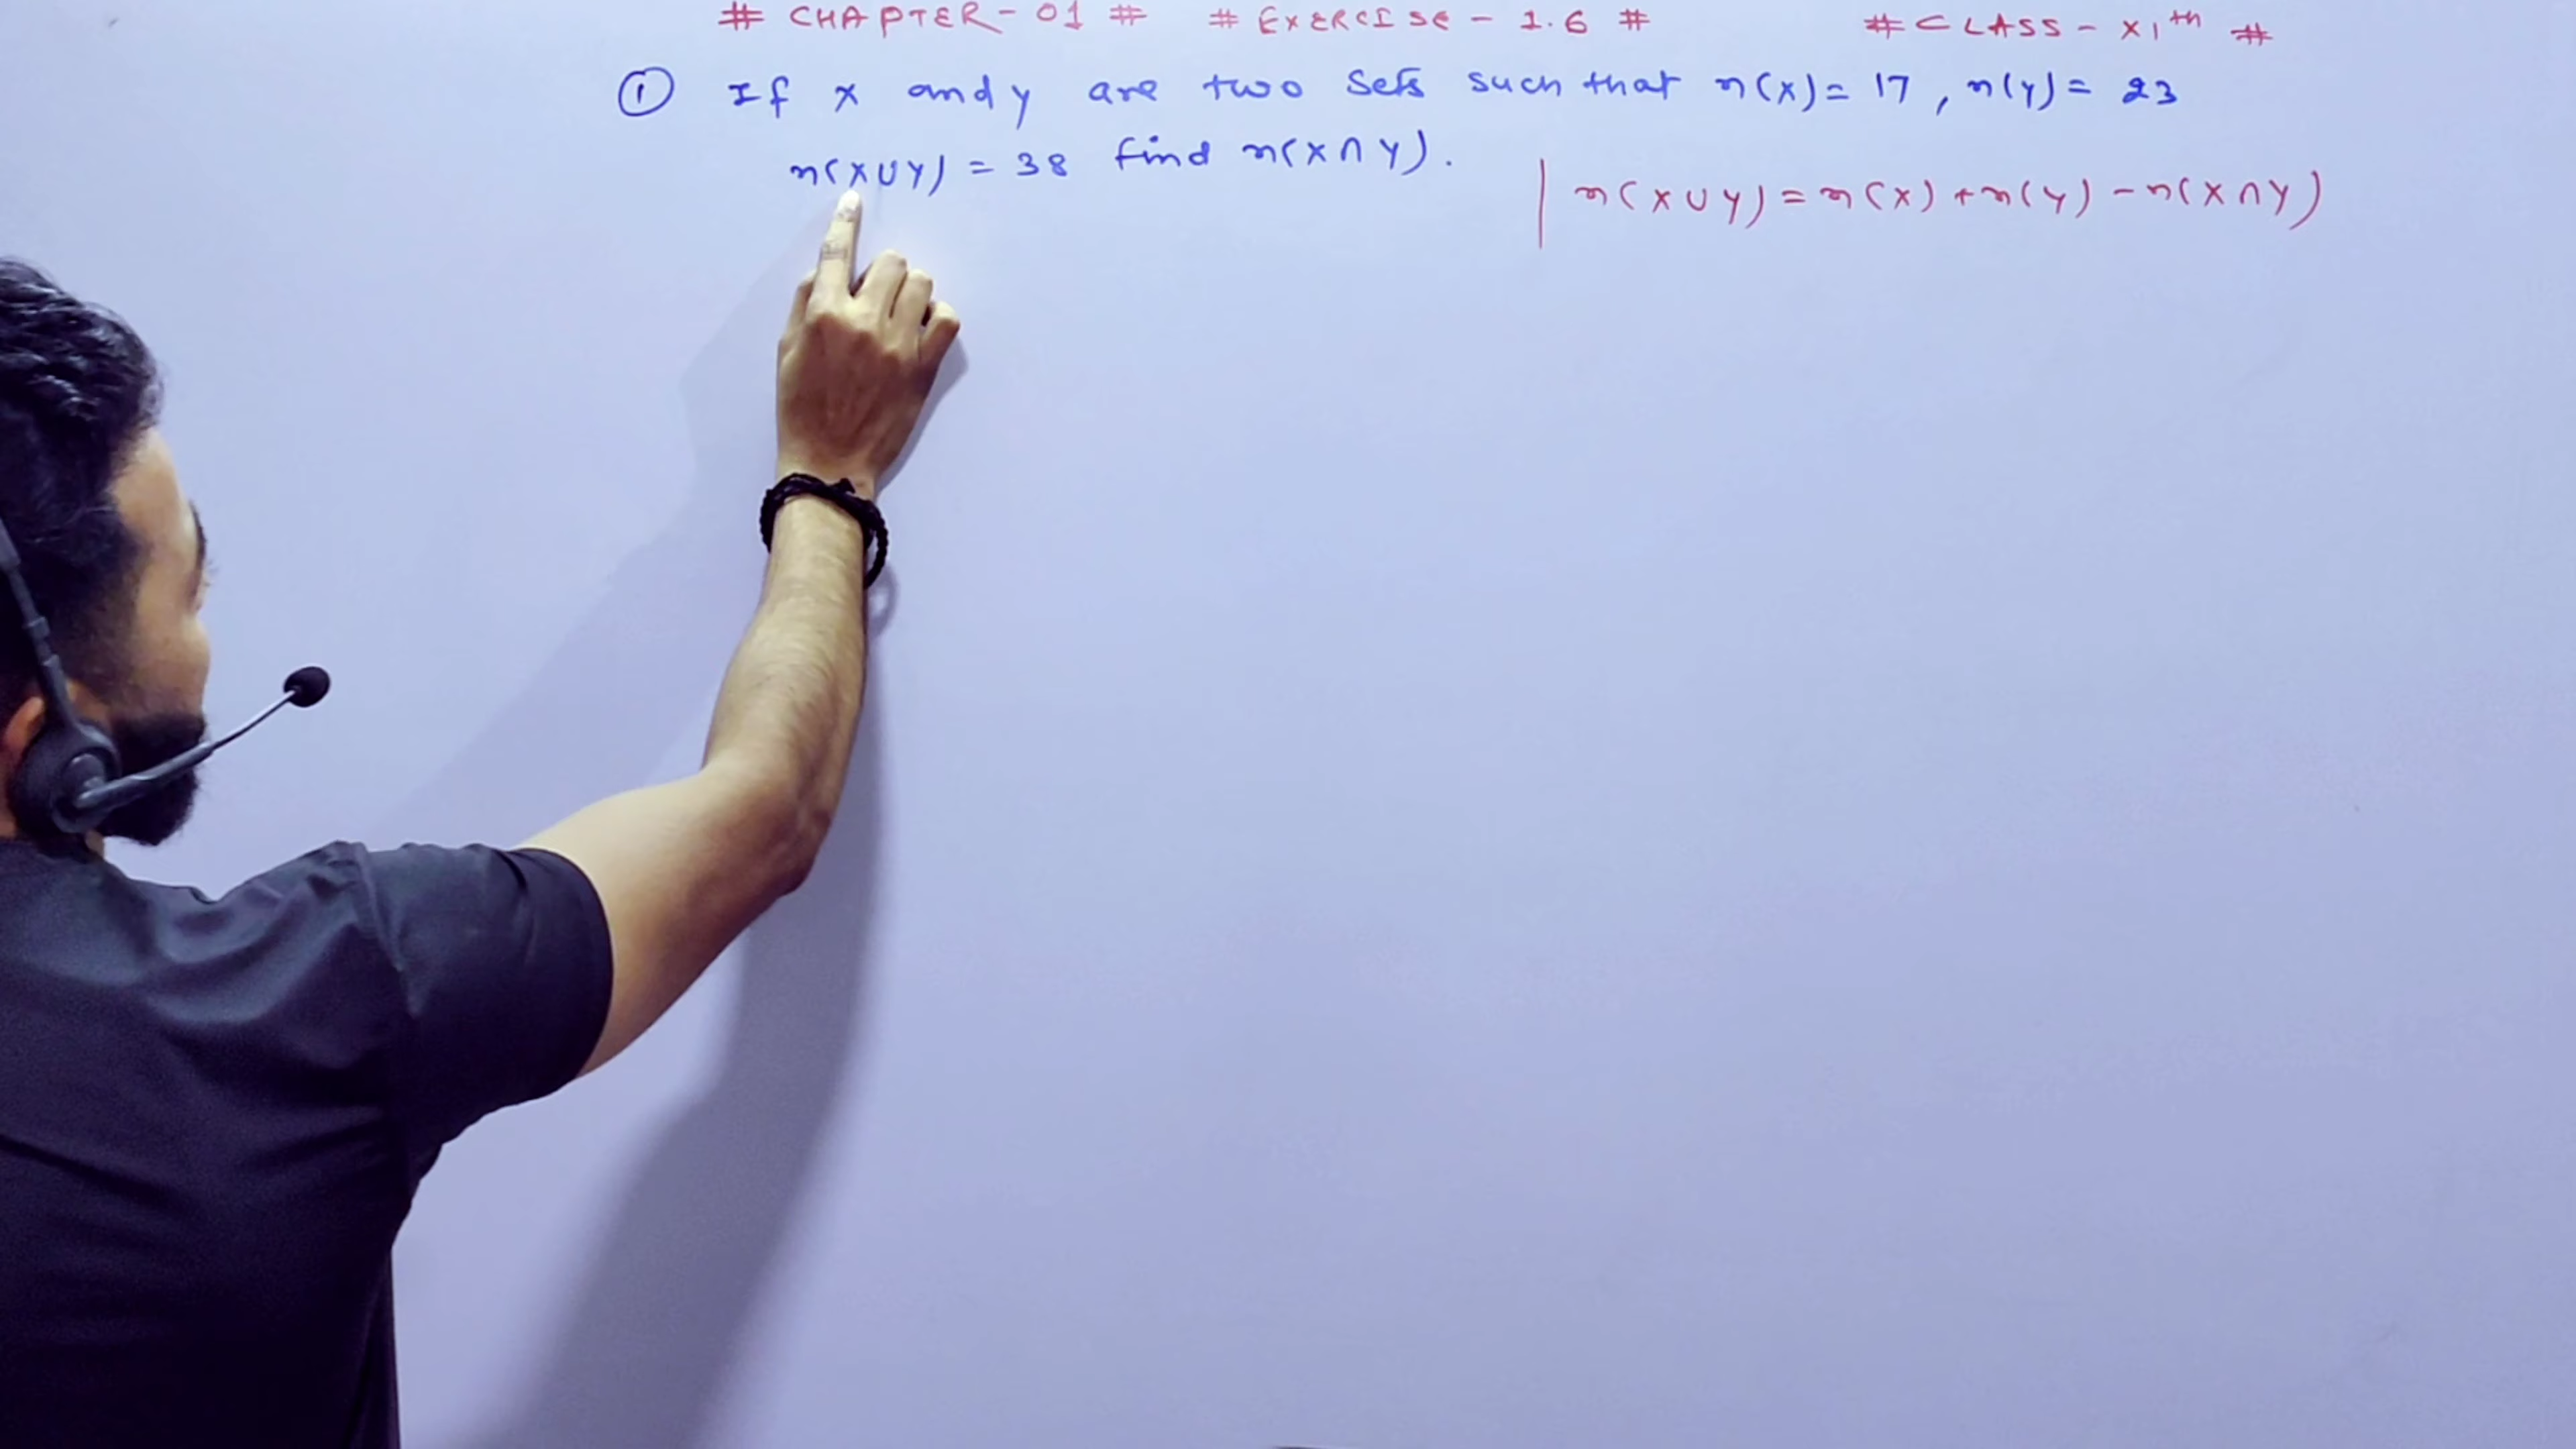 # CHAPTER - 01 # # EXERCISE - 1.6 # # CLASS - XIth #
① If x and y are two sets such that n(x) = 17, n(y) = 23
n(X∪Y) = 38 find n(X∩Y).
n(X∪Y) = n(X) + n(Y) - n(X∩Y)